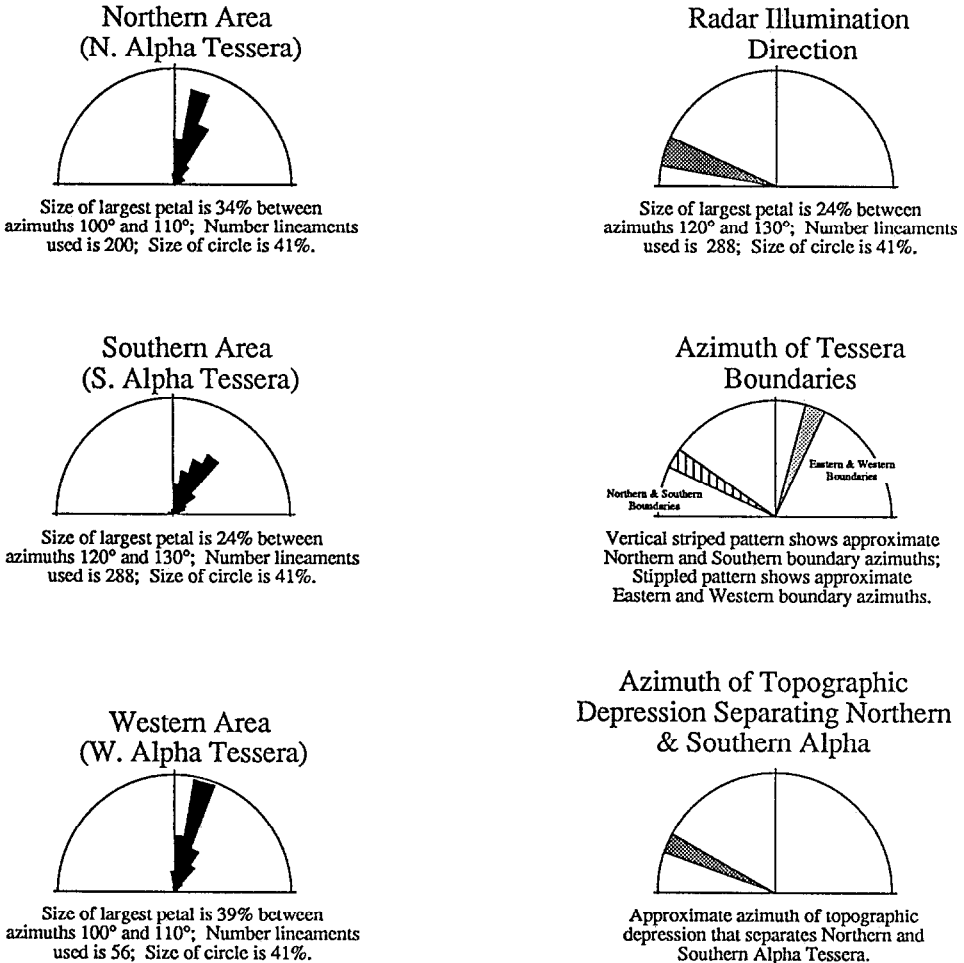 Northern Area
(N. Alpha Tessera)
Size of largest petal is 34% between
azimuths 100° and 110°; Number lineaments
used is 200; Size of circle is 41%.
Radar Illumination
Direction
Size of largest petal is 24% between
azimuths 120° and 130°; Number lineaments
used is 288; Size of circle is 41%.
Southern Area
(S. Alpha Tessera)
Size of largest petal is 24% between
azimuths 120° and 130°; Number lineaments
used is 288; Size of circle is 41%.
Azimuth of Tessera
Boundaries
Eastern & Western
Boundaries
Northern & Southern
Boundaries
Vertical striped pattern shows approximate
Northern and Southern boundary azimuths;
Stippled pattern shows approximate
Eastern and Western boundary azimuths.
Western Area
(W. Alpha Tessera)
Size of largest petal is 39% between
azimuths 100° and 110°; Number lineaments
used is 56; Size of circle is 41%.
Azimuth of Topographic
Depression Separating Northern
& Southern Alpha
Approximate azimuth of topographic
depression that separates Northern and
Southern Alpha Tessera.